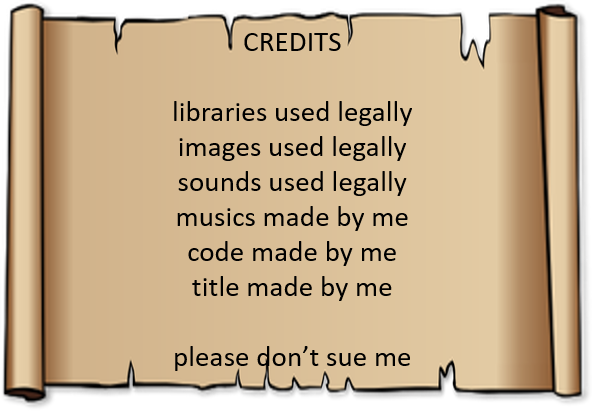 CREDITS
libraries used legally
images used legally
sounds used legally
musics made by me
code made by me
title made by me
please don’t sue me